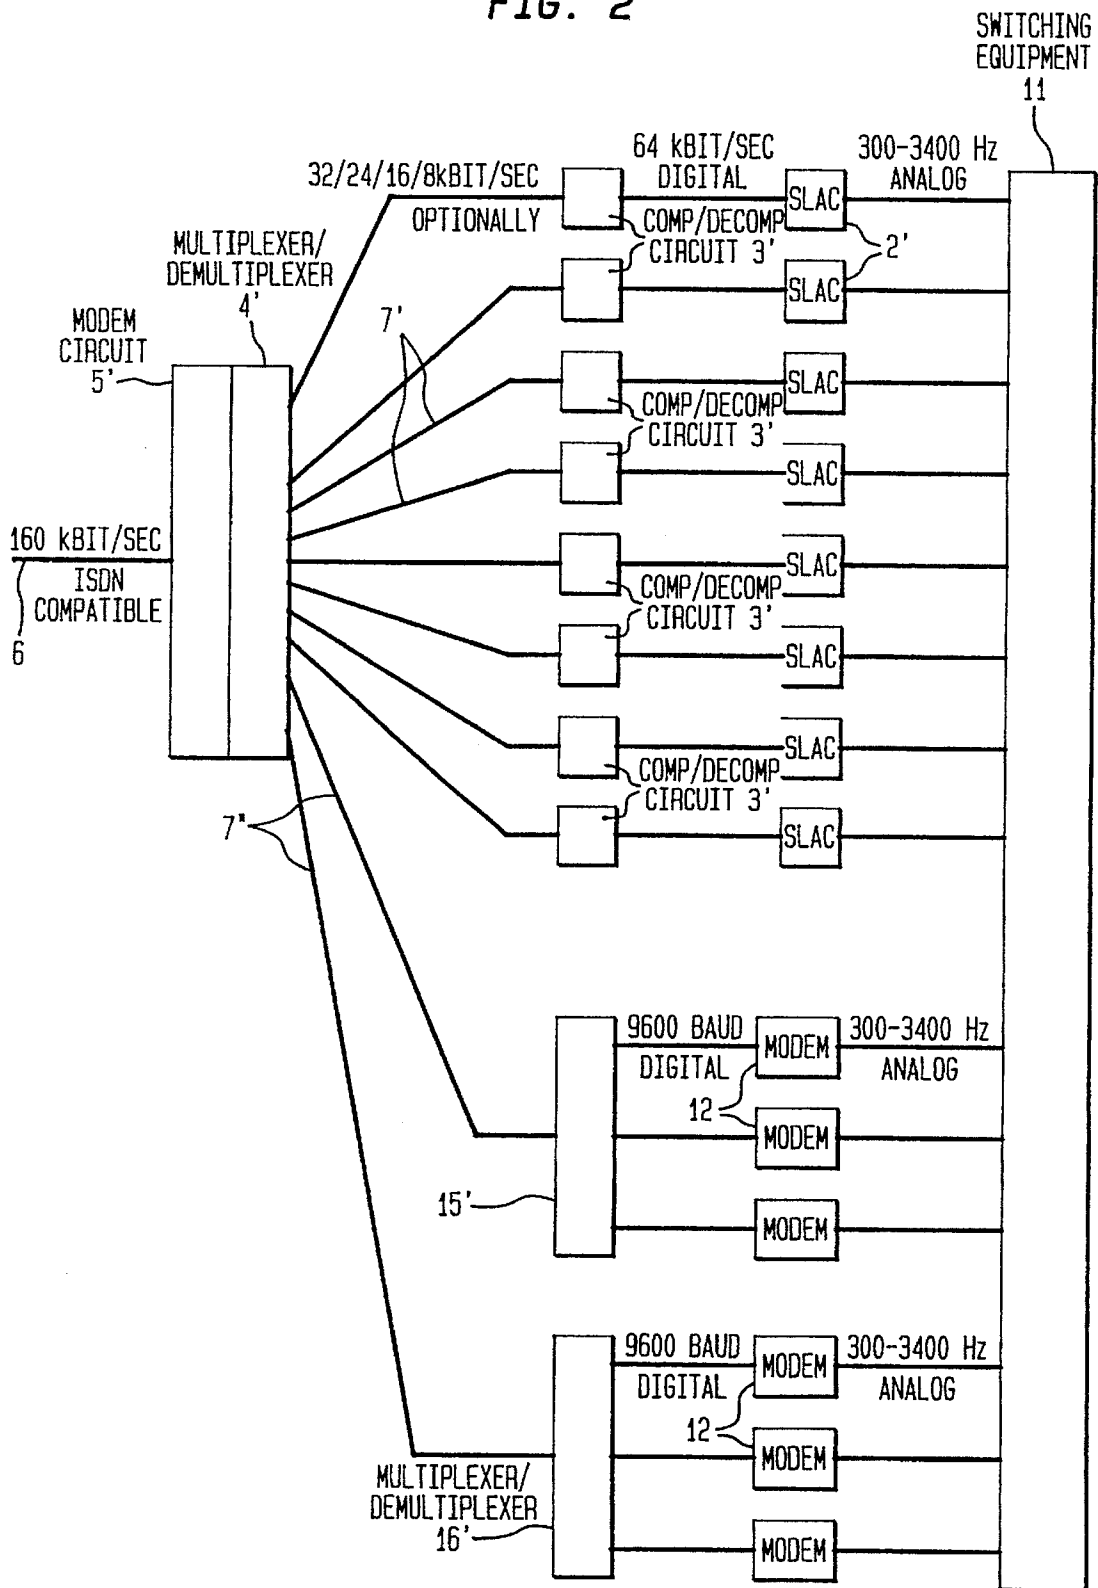 FIG. 2
SWITCHING
EQUIPMENT
11
32/24/16/8kBIT/SEC
OPTIONALLY
64 kBIT/SEC
DIGITAL
300-3400 Hz
ANALOG
SLAC
COMP/DECOMP
CIRCUIT 3'
2'
SLAC
MULTIPLEXER/
DEMULTIPLEXER
4'
MODEM
CIRCUIT
5'
7'
SLAC
COMP/DECOMP
CIRCUIT 3'
SLAC
160 kBIT/SEC
ISDN
COMPATIBLE
6
SLAC
COMP/DECOMP
CIRCUIT 3'
SLAC
SLAC
COMP/DECOMP
CIRCUIT 3'
SLAC
7"
9600 BAUD
DIGITAL
MODEM
300-3400 Hz
ANALOG
12
MODEM
15'
MODEM
9600 BAUD
DIGITAL
MODEM
300-3400 Hz
ANALOG
12
MODEM
MULTIPLEXER/
DEMULTIPLEXER
16'
MODEM